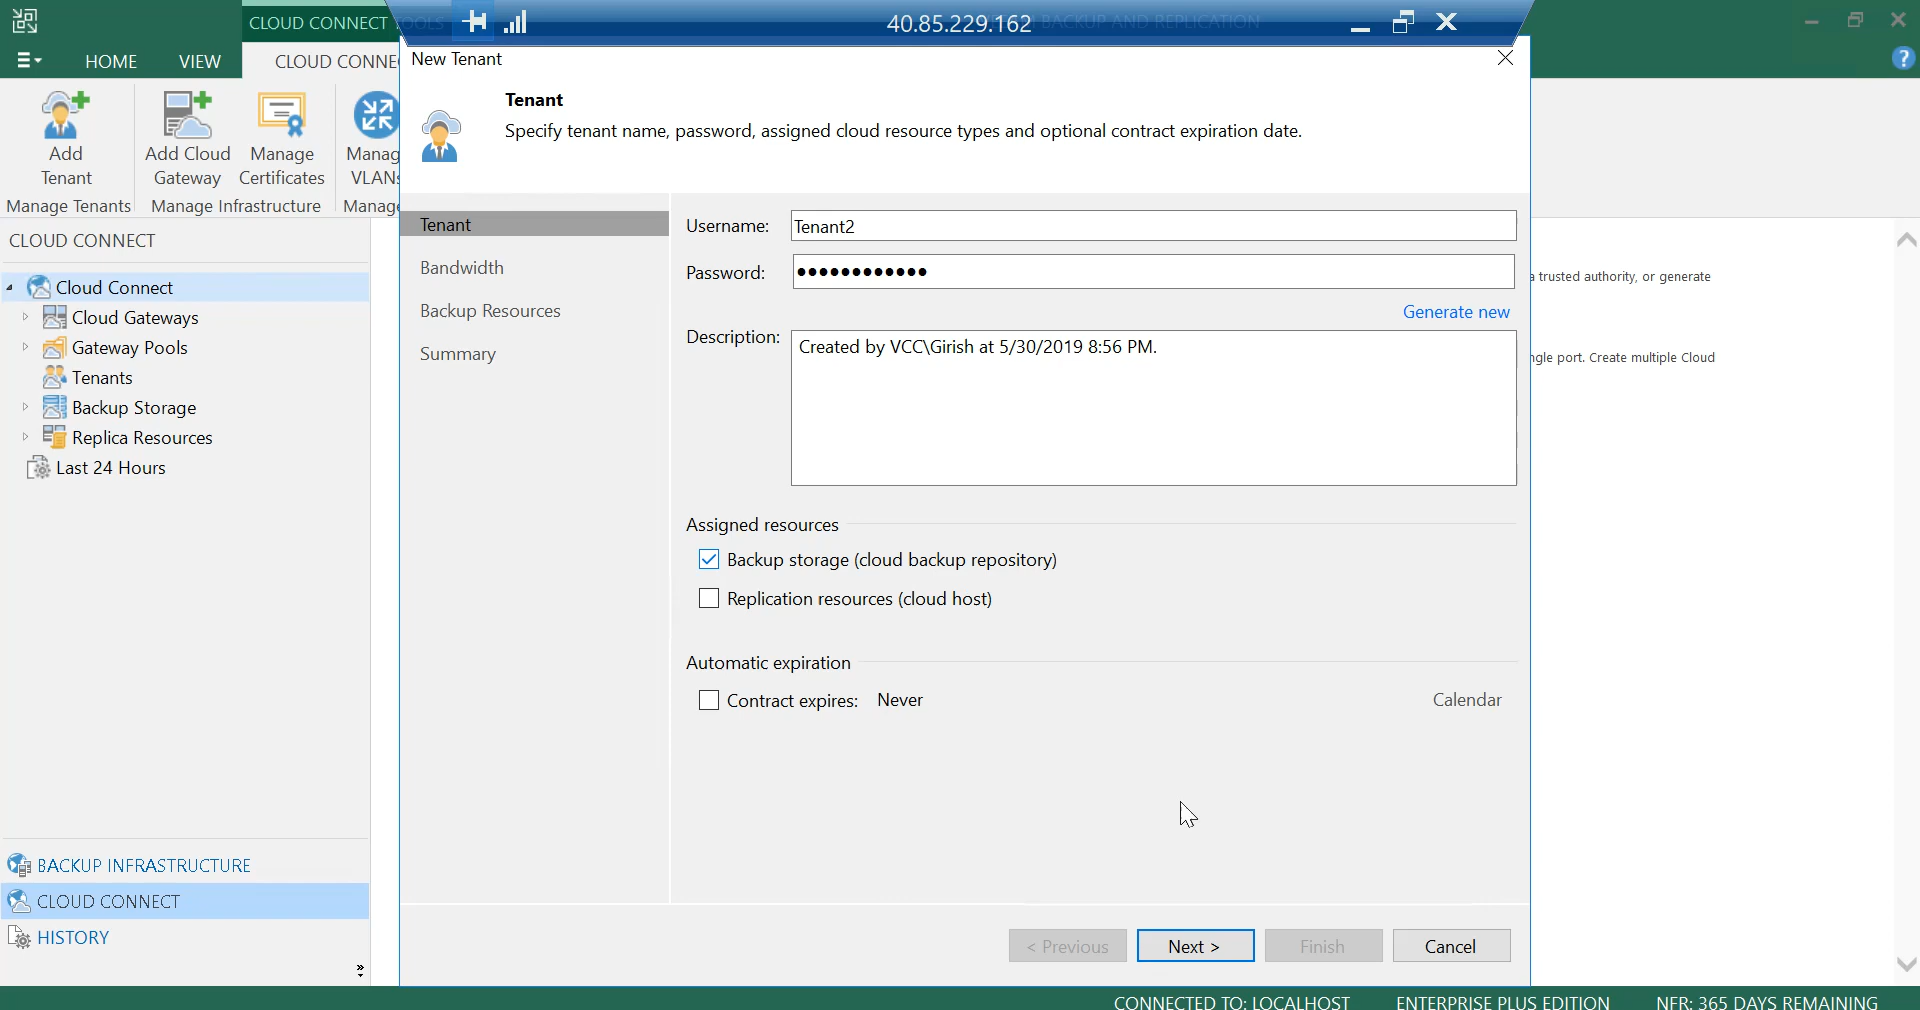 CLOUD CONNECT TOOLS
40.85.229.162
BACKUP AND REPLICATION
HOME
VIEW
CLOUD CONNE
New Tenant
Add
Tenant
Add Cloud
Gateway
Manage
Certificates
Manag
VLANs
Manage Tenants
Manage Infrastructure
Manage
Tenant
Specify tenant name, password, assigned cloud resource types and optional contract expiration date.
CLOUD CONNECT
Cloud Connect
Cloud Gateways
Gateway Pools
Tenants
Backup Storage
Replica Resources
Last 24 Hours
BACKUP INFRASTRUCTURE
CLOUD CONNECT
HISTORY
Tenant
Bandwidth
Backup Resources
Summary
Username: Tenant2
Password: ●●●●●●●●●●●●
Generate new
Description: Created by VCC\Girish at 5/30/2019 8:56 PM.
Assigned resources
Backup storage (cloud backup repository)
Replication resources (cloud host)
Automatic expiration
Contract expires: Never
Calendar
< Previous
Next >
Finish
Cancel
a trusted authority, or generate
ngle port. Create multiple Cloud
CONNECTED TO: LOCALHOST
ENTERPRISE PLUS EDITION
NFR: 365 DAYS REMAINING